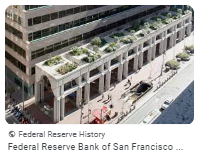 Federal Reserve History
Federal Reserve Bank of San Francisco ...